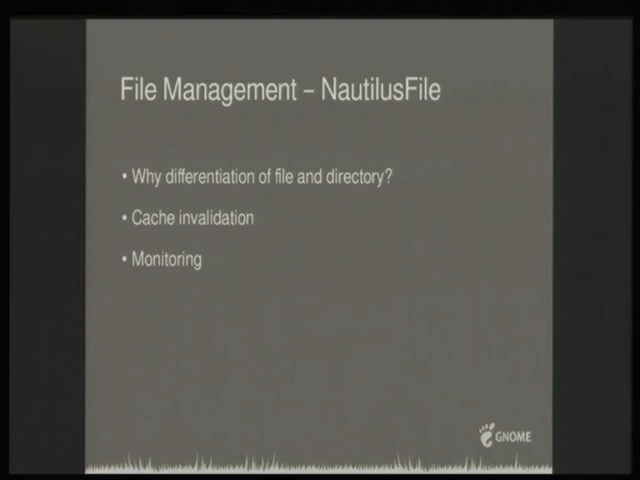 File Management – NautilusFile
• Why differentiation of file and directory?
• Cache invalidation
• Monitoring
GNOME